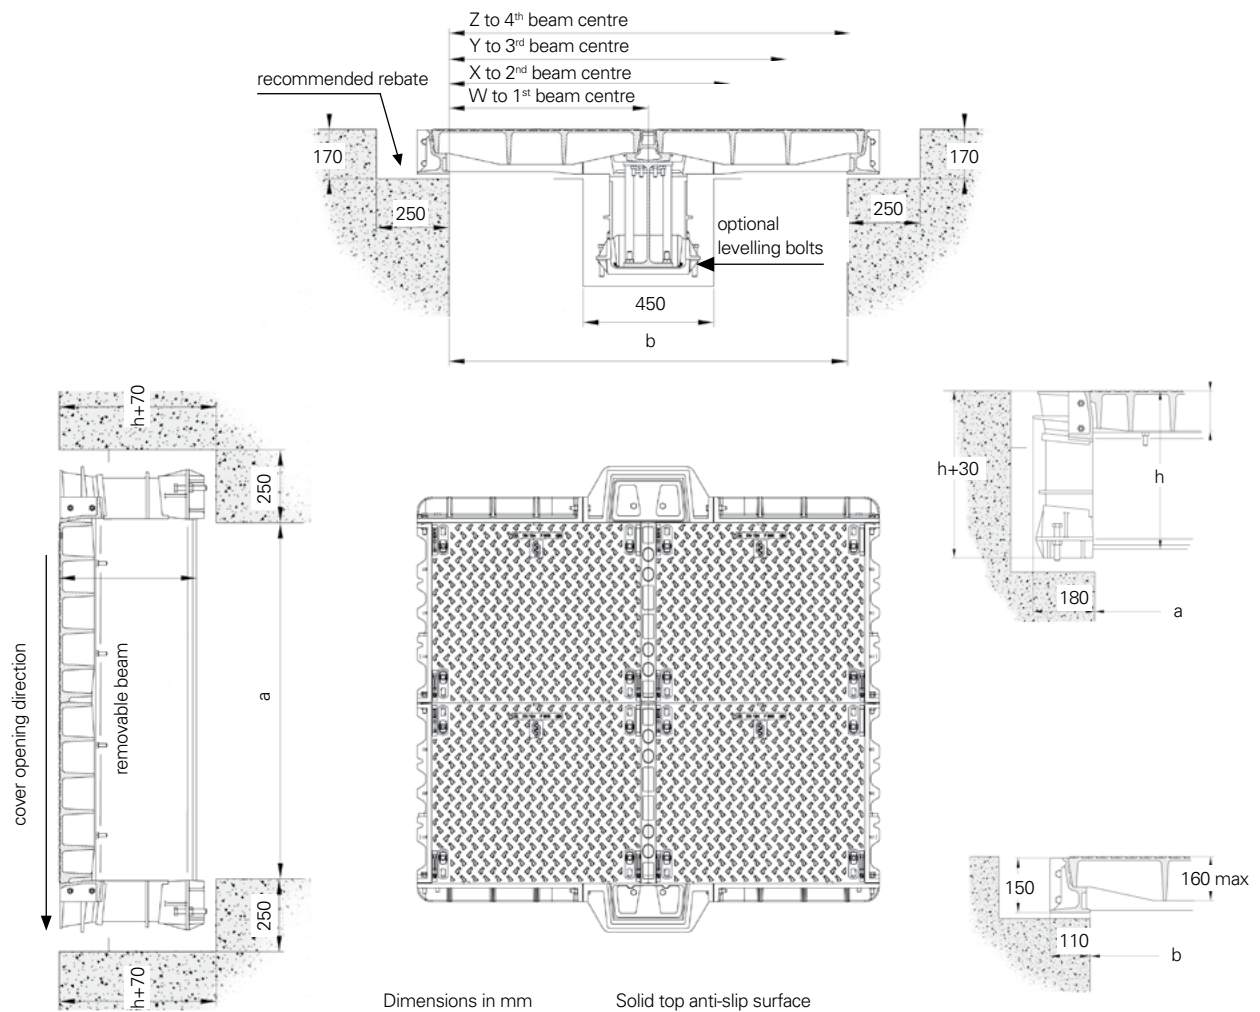 Z to 4th beam centre
Y to 3rd beam centre
X to 2nd beam centre
W to 1st beam centre
recommended rebate
170
170
250
250
optional
levelling bolts
450
b
h+70
250
cover opening direction
removable beam
a
250
h+70
h+30
h
180
a
150
160 max
110
b
Dimensions in mm
Solid top anti-slip surface